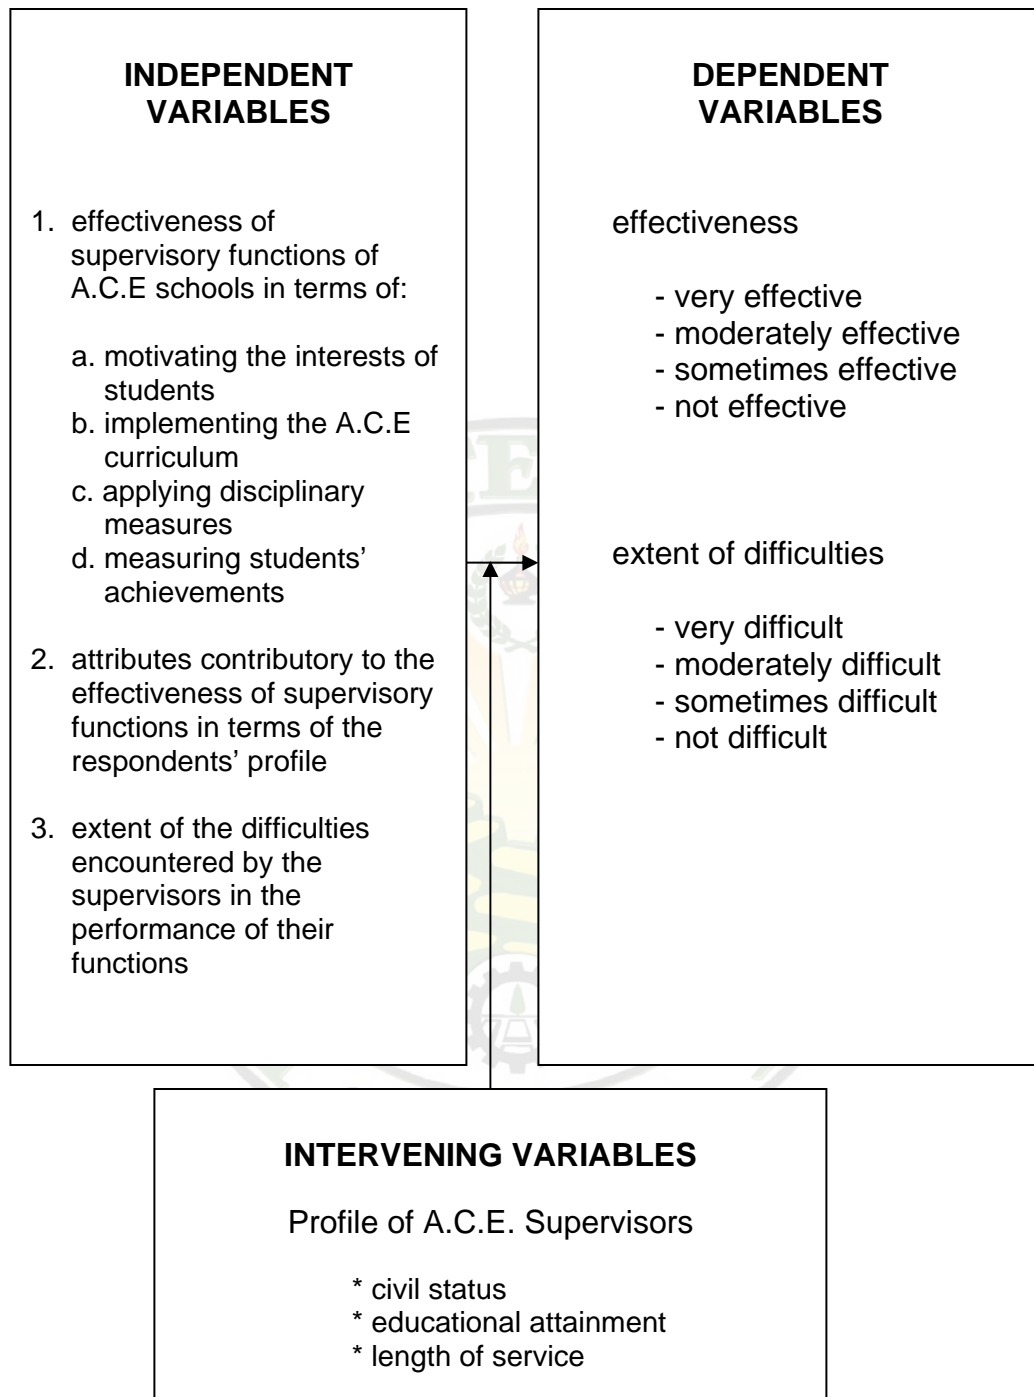 INDEPENDENT
VARIABLES
1. effectiveness of
supervisory functions of
A.C.E schools in terms of:
a. motivating the interests of
students
b. implementing the A.C.E
curriculum
c. applying disciplinary
measures
d. measuring students’
achievements
2. attributes contributory to the
effectiveness of supervisory
functions in terms of the
respondents’ profile
3. extent of the difficulties
encountered by the
supervisors in the
performance of their
functions
DEPENDENT
VARIABLES
effectiveness
- very effective
- moderately effective
- sometimes effective
- not effective
extent of difficulties
- very difficult
- moderately difficult
- sometimes difficult
- not difficult
INTERVENING VARIABLES
Profile of A.C.E. Supervisors
* civil status
* educational attainment
* length of service